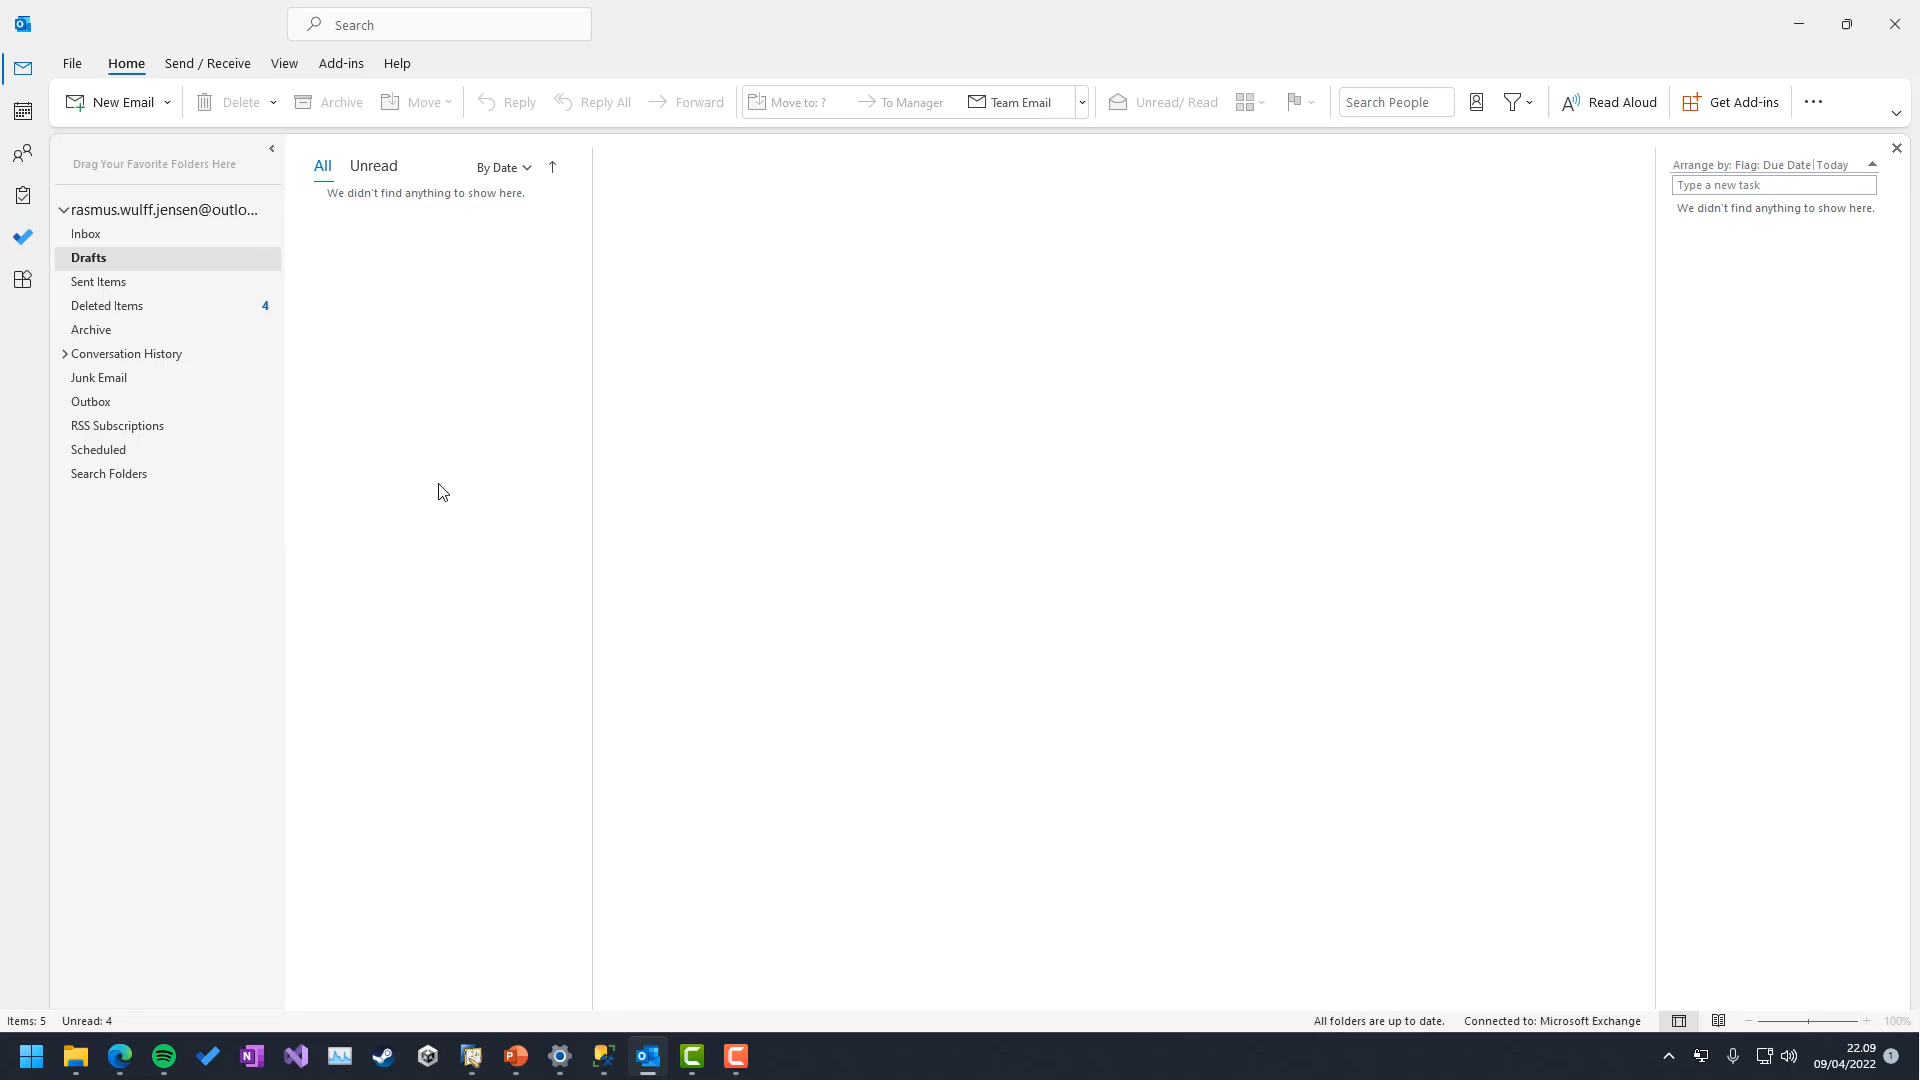 Search
File Home Send / Receive View Add-ins Help
New Email Delete Archive Move Reply Reply All Forward Move to: ? To Manager Team Email Unread/ Read Search People Read Aloud Get Add-ins
Drag Your Favorite Folders Here
All Unread By Date
We didn't find anything to show here.
Arrange by: Flag: Due Date Today
Type a new task
We didn't find anything to show here.
rasmus.wulff.jensen@outlo...
Inbox
Drafts
Sent Items
Deleted Items 4
Archive
Conversation History
Junk Email
Outbox
RSS Subscriptions
Scheduled
Search Folders
Items: 5 Unread: 4 All folders are up to date. Connected to: Microsoft Exchange 100%
22.09
09/04/2022 1